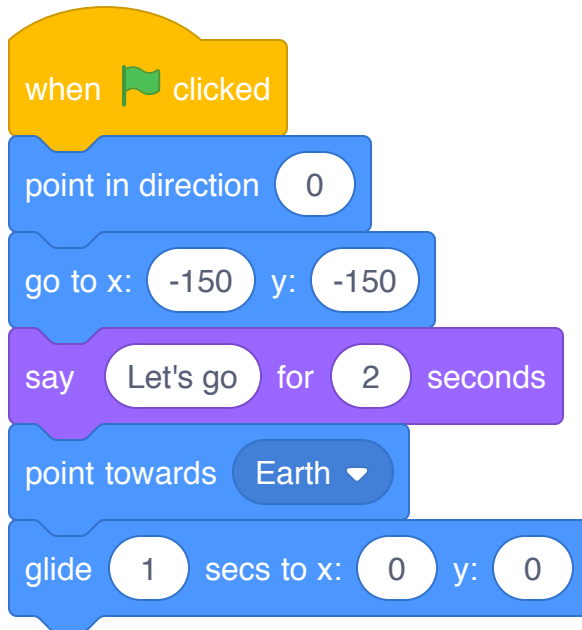 when clicked
point in direction 0
go to x: -150 y: -150
say Let's go for 2 seconds
point towards Earth
glide 1 secs to x: 0 y: 0